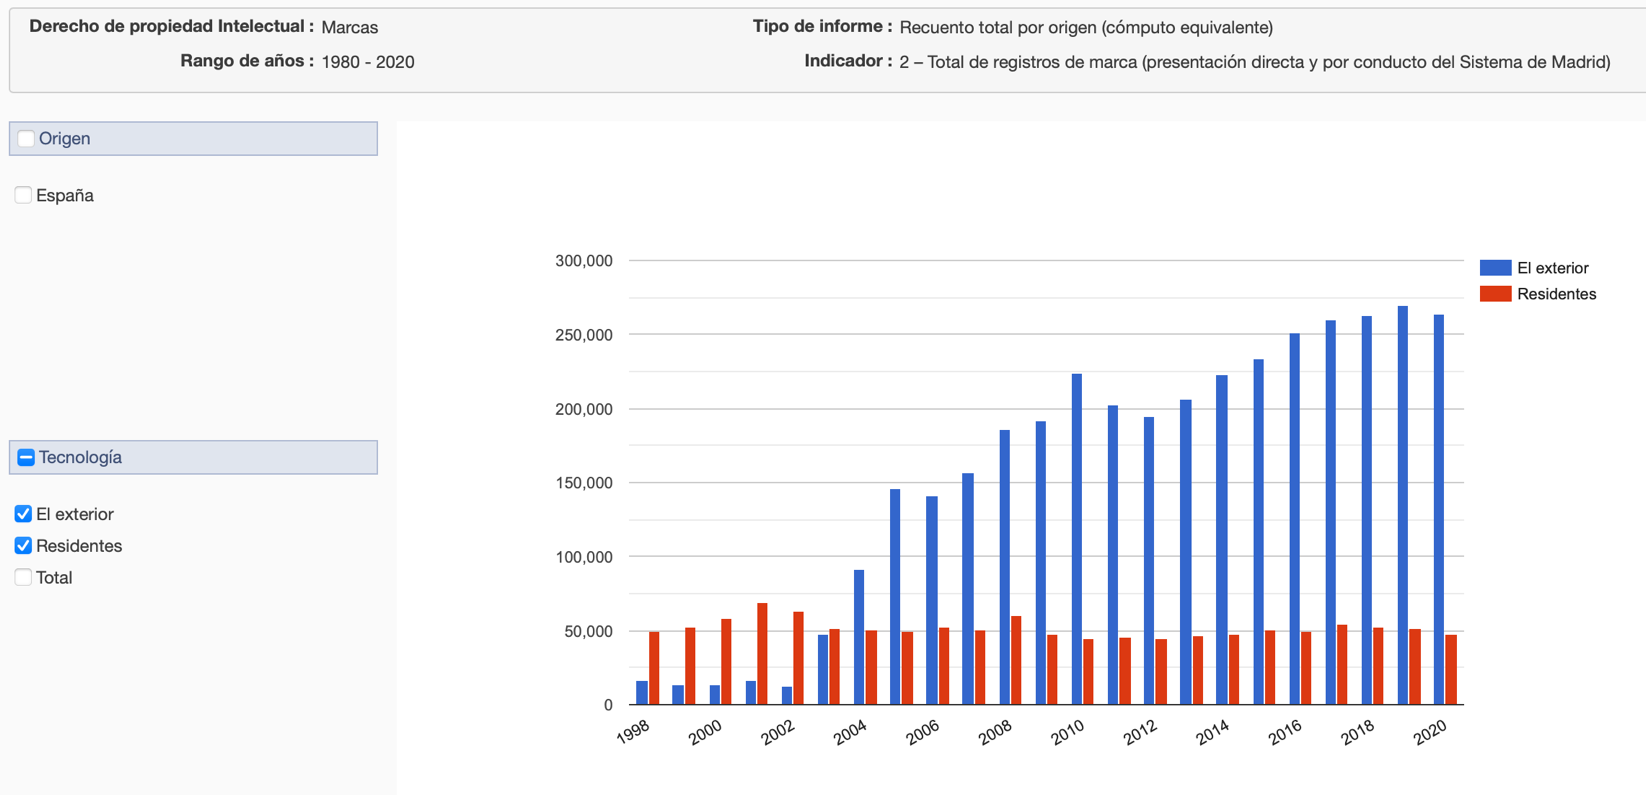 Derecho de propiedad Intelectual : Marcas
Tipo de informe : Recuento total por origen (cómputo equivalente)
Rango de años : 1980 - 2020
Indicador : 2 – Total de registros de marca (presentación directa y por conducto del Sistema de Madrid)
Origen
España
Tecnología
El exterior
Residentes
Total
300,000
250,000
200,000
150,000
100,000
50,000
0
1998 2000 2002 2004 2006 2008 2010 2012 2014 2016 2018 2020
El exterior
Residentes